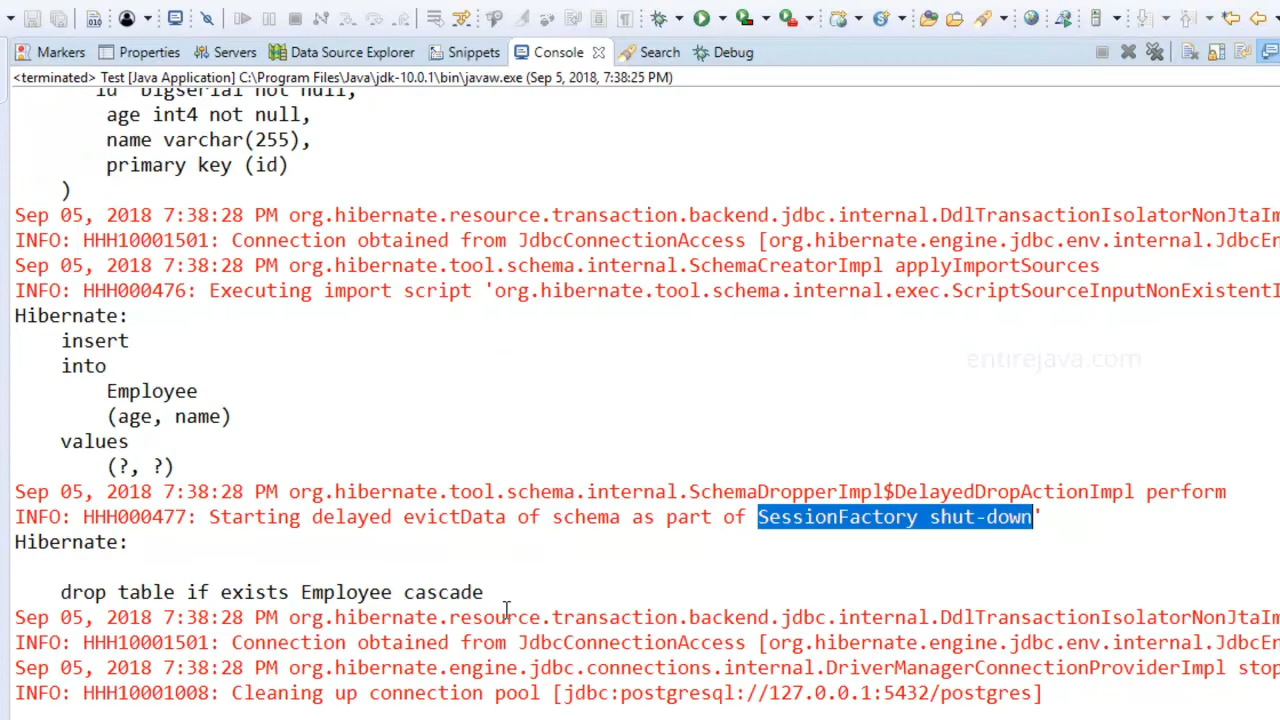 Markers Properties Servers Data Source Explorer Snippets Console Search Debug
<terminated> Test [Java Application] C:\Program Files\Java\jdk-10.0.1\bin\javaw.exe (Sep 5, 2018, 7:38:25 PM)
id bigserial not null,
age int4 not null,
name varchar(255),
primary key (id)
)
Sep 05, 2018 7:38:28 PM org.hibernate.resource.transaction.backend.jdbc.internal.DdlTransactionIsolatorNonJtaIm
INFO: HHH10001501: Connection obtained from JdbcConnectionAccess [org.hibernate.engine.jdbc.env.internal.JdbcEn
Sep 05, 2018 7:38:28 PM org.hibernate.tool.schema.internal.SchemaCreatorImpl applyImportSources
INFO: HHH000476: Executing import script 'org.hibernate.tool.schema.internal.exec.ScriptSourceInputNonExistentI
Hibernate:
insert
into
entirejava.com
Employee
(age, name)
values
(?, ?)
Sep 05, 2018 7:38:28 PM org.hibernate.tool.schema.internal.SchemaDropperImpl$DelayedDropActionImpl perform
INFO: HHH000477: Starting delayed evictData of schema as part of SessionFactory shut-down'
Hibernate:
drop table if exists Employee cascade
Sep 05, 2018 7:38:28 PM org.hibernate.resource.transaction.backend.jdbc.internal.DdlTransactionIsolatorNonJtaIm
INFO: HHH10001501: Connection obtained from JdbcConnectionAccess [org.hibernate.engine.jdbc.env.internal.JdbcEn
Sep 05, 2018 7:38:28 PM org.hibernate.engine.jdbc.connections.internal.DriverManagerConnectionProviderImpl stop
INFO: HHH10001008: Cleaning up connection pool [jdbc:postgresql://127.0.0.1:5432/postgres]